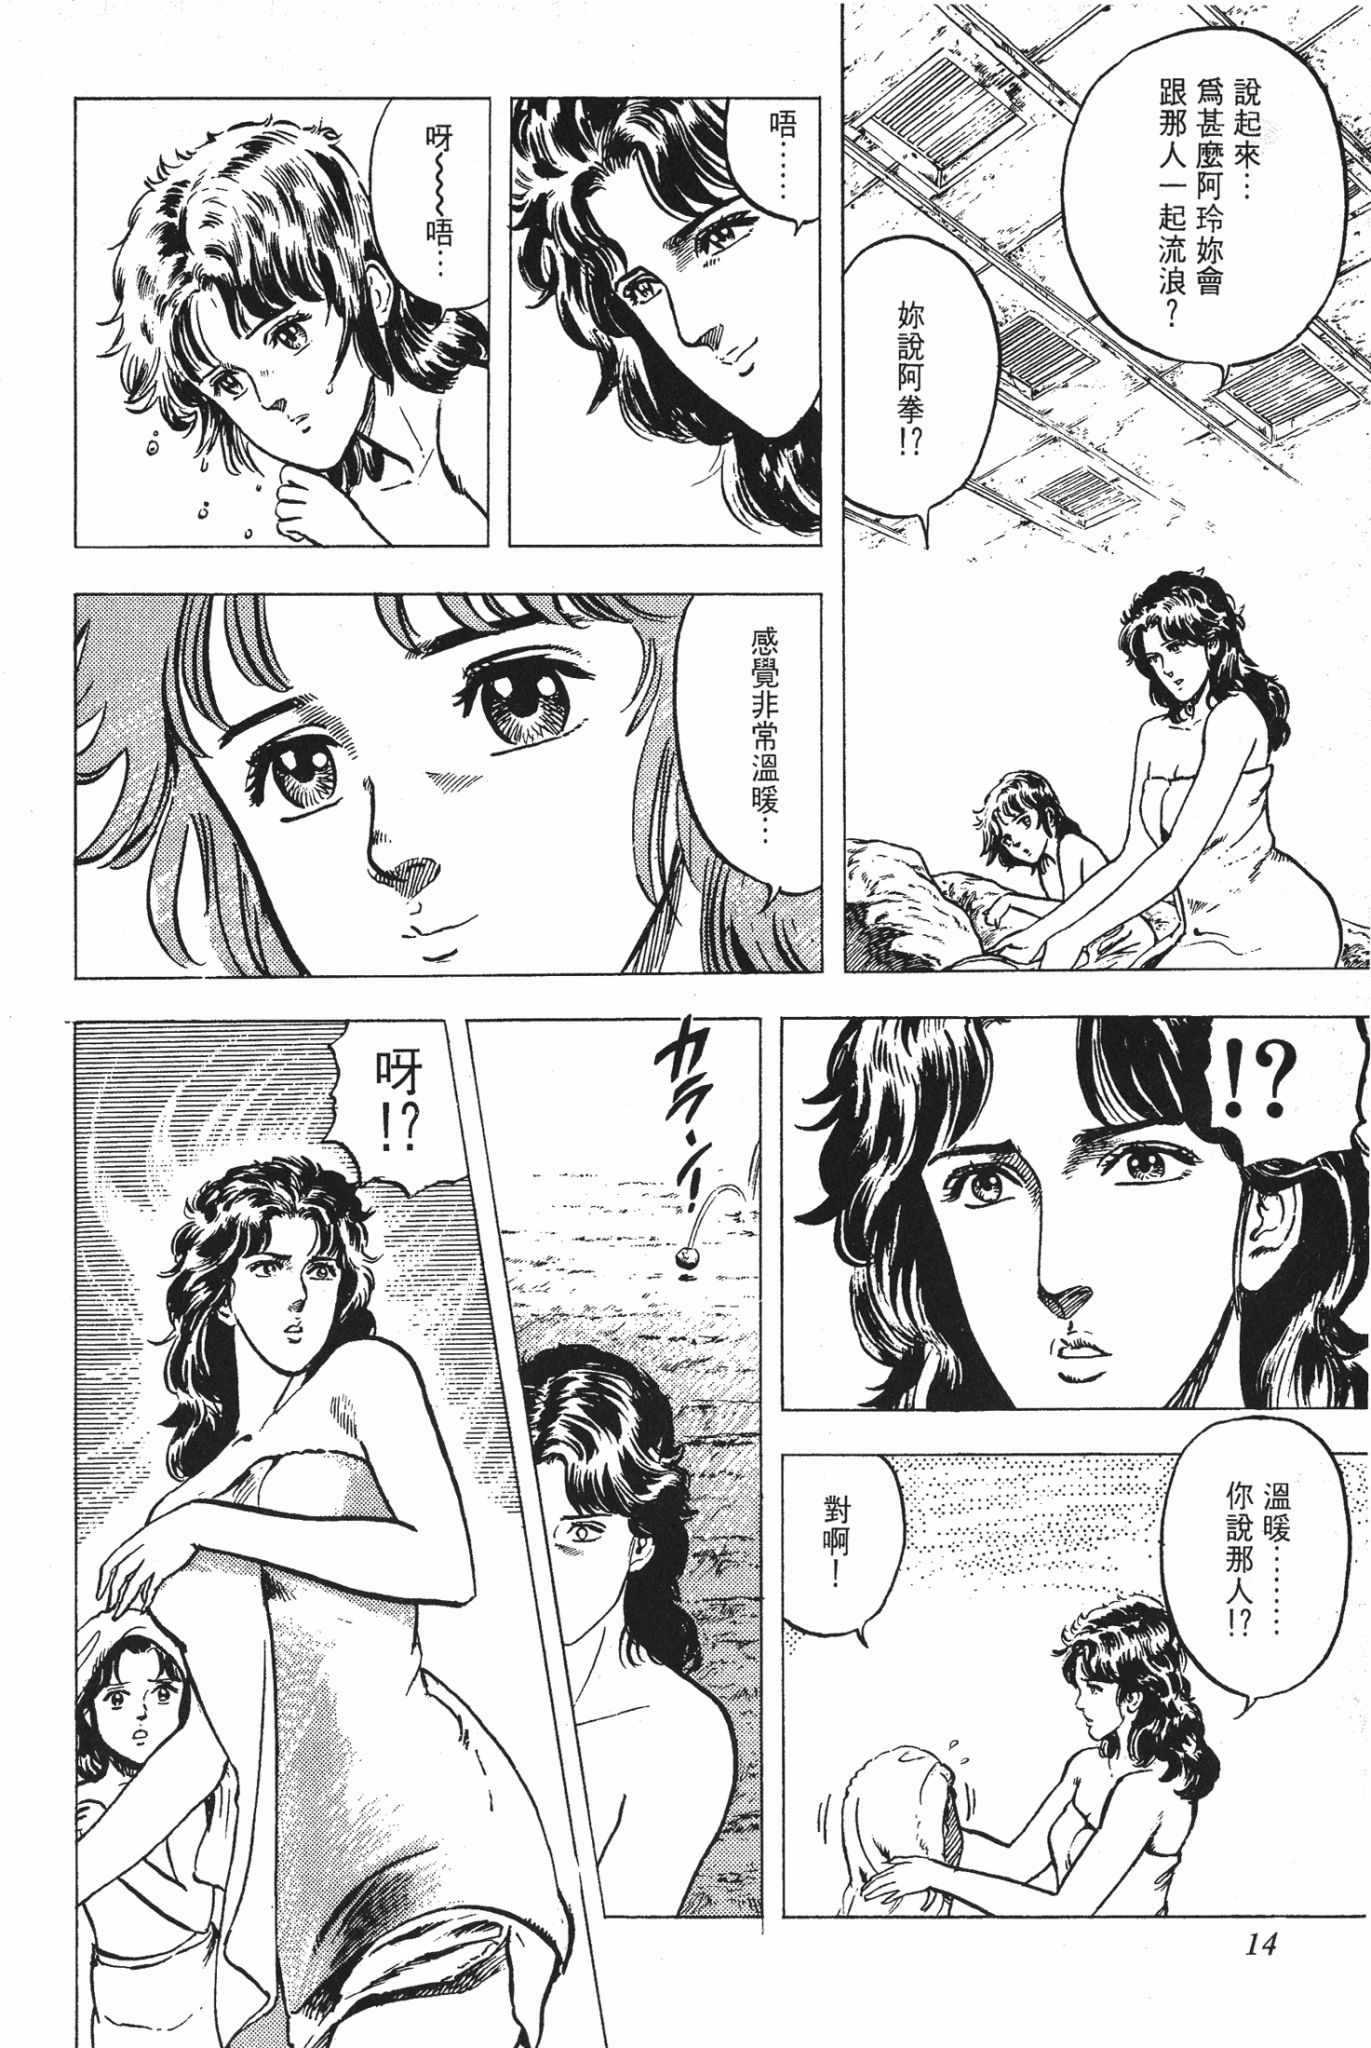 說起來…
爲甚麼阿玲妳會
跟那人一起流浪？
妳說阿拳!?
唔……
呀~~~唔…
感覺非常溫暖…
!?
溫暖………
你說那人!?
對啊！
カラ、、
呀!?
14